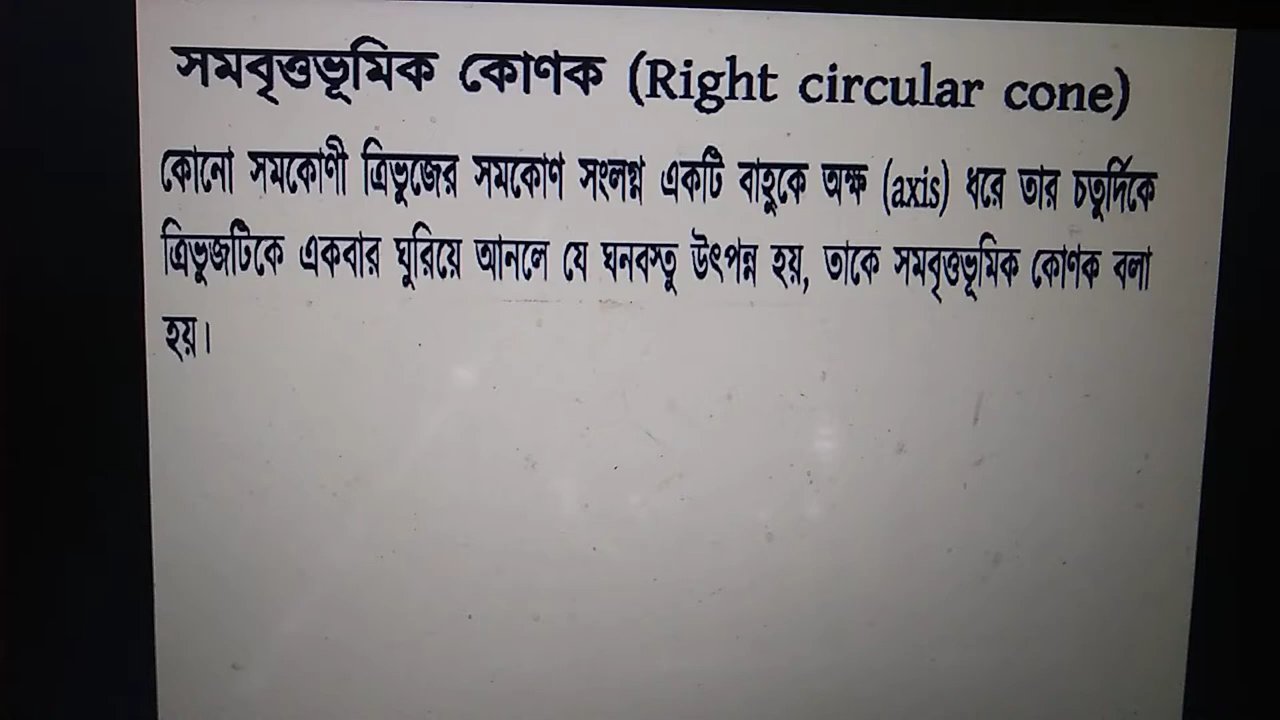 সমবৃত্তভূমিক কোণক (Right circular cone)
কোনো সমকোণী ত্রিভুজের সমকোণ সংলগ্ন একটি বাহুকে অক্ষ (axis) ধরে তার চতুর্দিকে
ত্রিভুজটিকে একবার ঘুরিয়ে আনলে যে ঘনবস্তু উৎপন্ন হয়, তাকে সমবৃত্তভূমিক কোণক বলা
হয়।